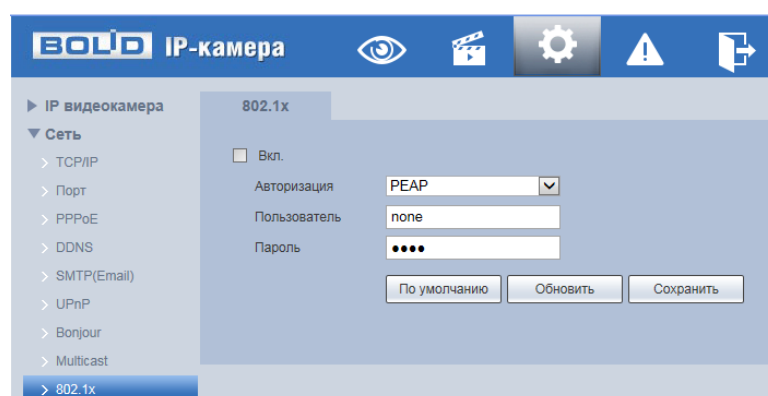 BOLID IP-камера
IP видеокамера
Сеть
TCP/IP
Порт
PPPoE
DDNS
SMTP(Email)
UPnP
Bonjour
Multicast
802.1x
802.1x
Вкл.
Авторизация PEAP
Пользователь none
Пароль ●●●●
По умолчанию Обновить Сохранить